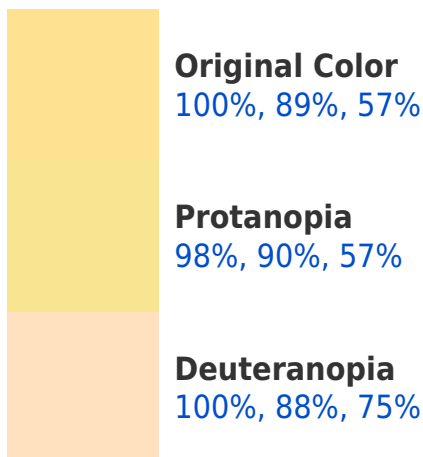 Original Color
100%, 89%, 57%
Protanopia
98%, 90%, 57%
Deuteranopia
100%, 88%, 75%